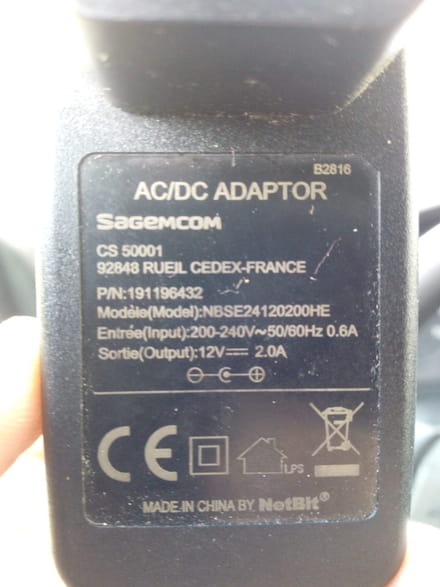 B2816
AC/DC ADAPTOR
SAGEMCOM
CS 50001
92848 RUEIL CEDEX-FRANCE
P/N:191196432
Modèle(Model):NBSE24120200HE
Entrée(Input):200-240V~50/60Hz 0.6A
Sortie(Output):12V⎓ 2.0A
CE
LPS
MADE IN CHINA BY NetBit®